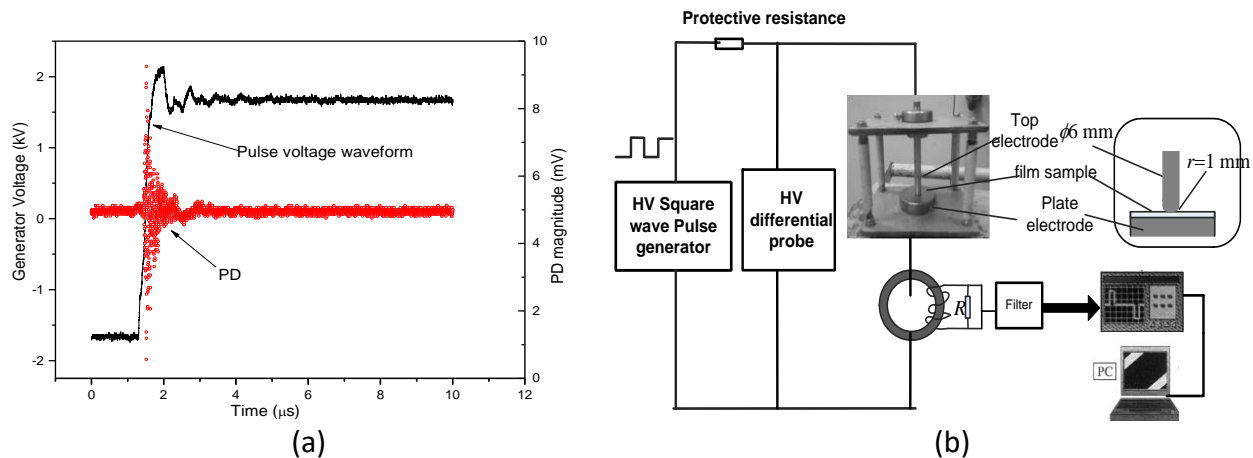 Generator Voltage (kV)
2
1
0
-1
-2
Pulse voltage waveform
PD
PD magnitude (mV)
10
8
6
4
2
0
0
2
4
6
8
10
12
Time (μs)
(a)
Protective resistance
HV Square
wave Pulse
generator
HV
differential
probe
Top
electrode
film sample
Plate
electrode
ϕ6 mm
r=1 mm
R
Filter
PC
(b)